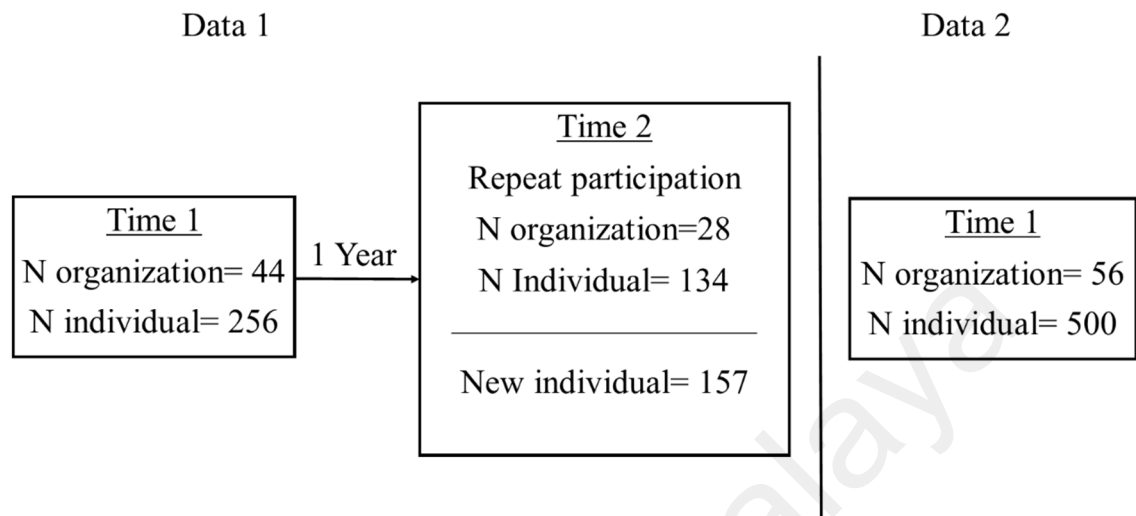 Data 1
Data 2
Time 1
N organization= 44
N individual= 256
1 Year
Time 2
Repeat participation
N organization=28
N Individual= 134
New individual= 157
Time 1
N organization= 56
N individual= 500
alaya